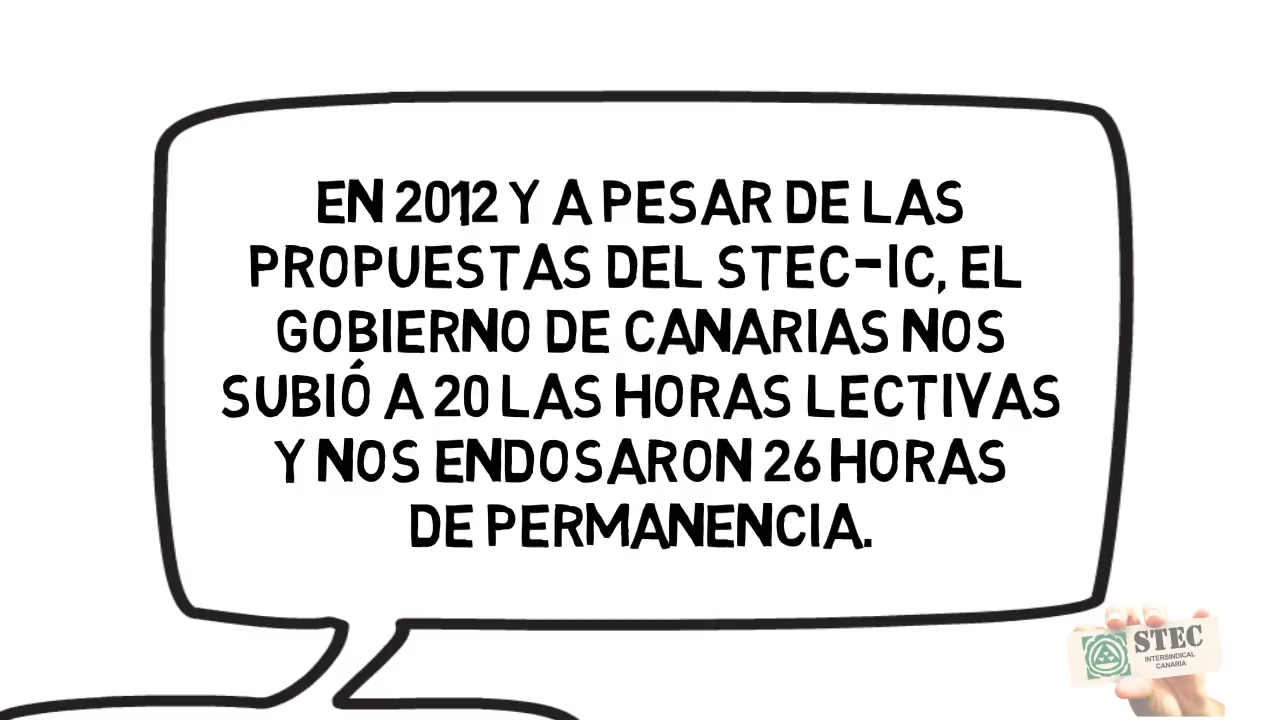 EN 2012 Y A PESAR DE LAS
PROPUESTAS DEL STEC-IC, EL
GOBIERNO DE CANARIAS NOS
SUBIÓ A 20 LAS HORAS LECTIVAS
Y NOS ENDOSARON 26 HORAS
DE PERMANENCIA.
STEC
INTERSINDICAL
CANARIA